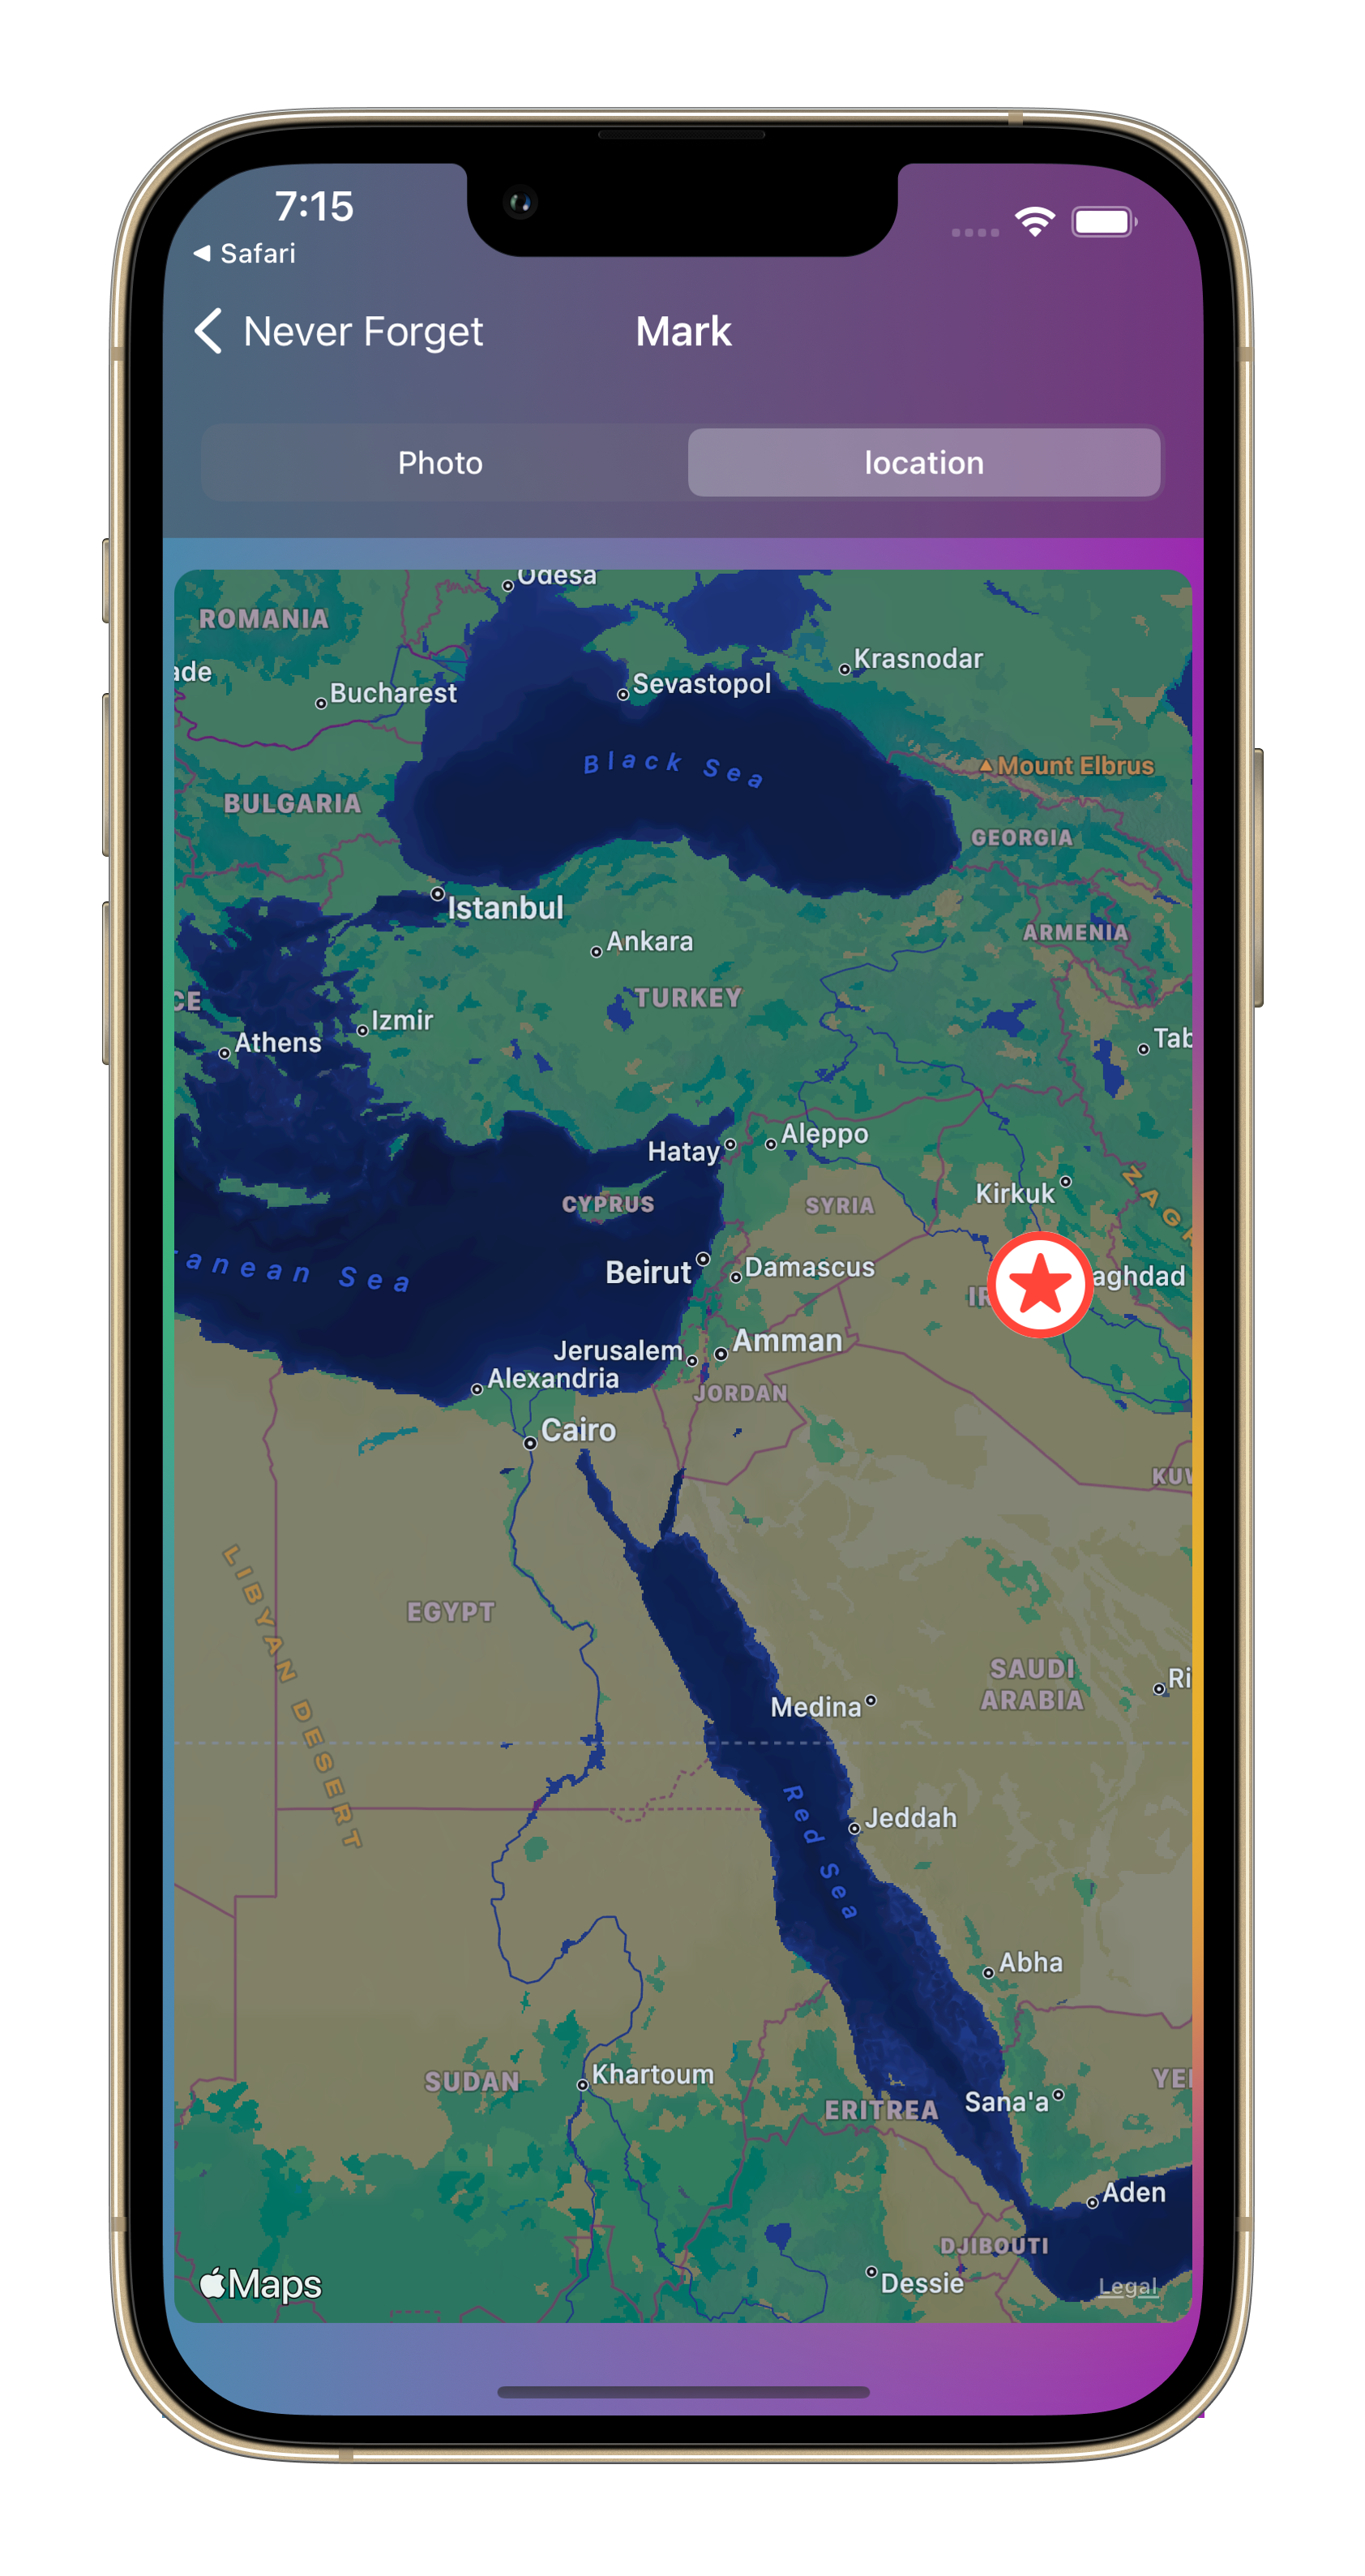 7:15
Safari
Never Forget
Mark
Photo
location
Odesa
ROMANIA
Krasnodar
ade
Sevastopol
Bucharest
Black Sea
Mount Elbrus
BULGARIA
GEORGIA
Istanbul
ARMENIA
Ankara
TURKEY
CE
Izmir
Athens
Tab
Aleppo
Hatay
ZAGR
Kirkuk
CYPRUS
SYRIA
anean Sea
Beirut
Damascus
aghdad
IR
Jerusalem
Amman
Alexandria
JORDAN
Cairo
KUW
LIBYAN DESERT
EGYPT
SAUDI
ARABIA
Ri
Medina
Red Sea
Jeddah
Abha
SUDAN
Khartoum
YE
Sana'a
ERITREA
Aden
DJIBOUTI
Maps
Dessie
Legal